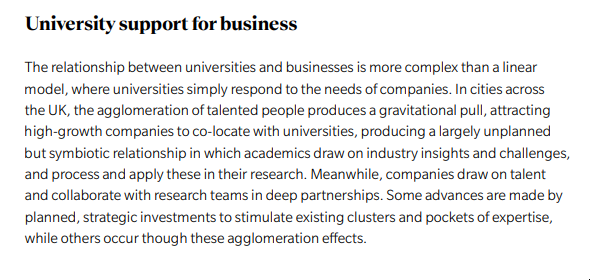 University support for business
The relationship between universities and businesses is more complex than a linear
model, where universities simply respond to the needs of companies. In cities across
the UK, the agglomeration of talented people produces a gravitational pull, attracting
high-growth companies to co-locate with universities, producing a largely unplanned
but symbiotic relationship in which academics draw on industry insights and challenges,
and process and apply these in their research. Meanwhile, companies draw on talent
and collaborate with research teams in deep partnerships. Some advances are made by
planned, strategic investments to stimulate existing clusters and pockets of expertise,
while others occur though these agglomeration effects.